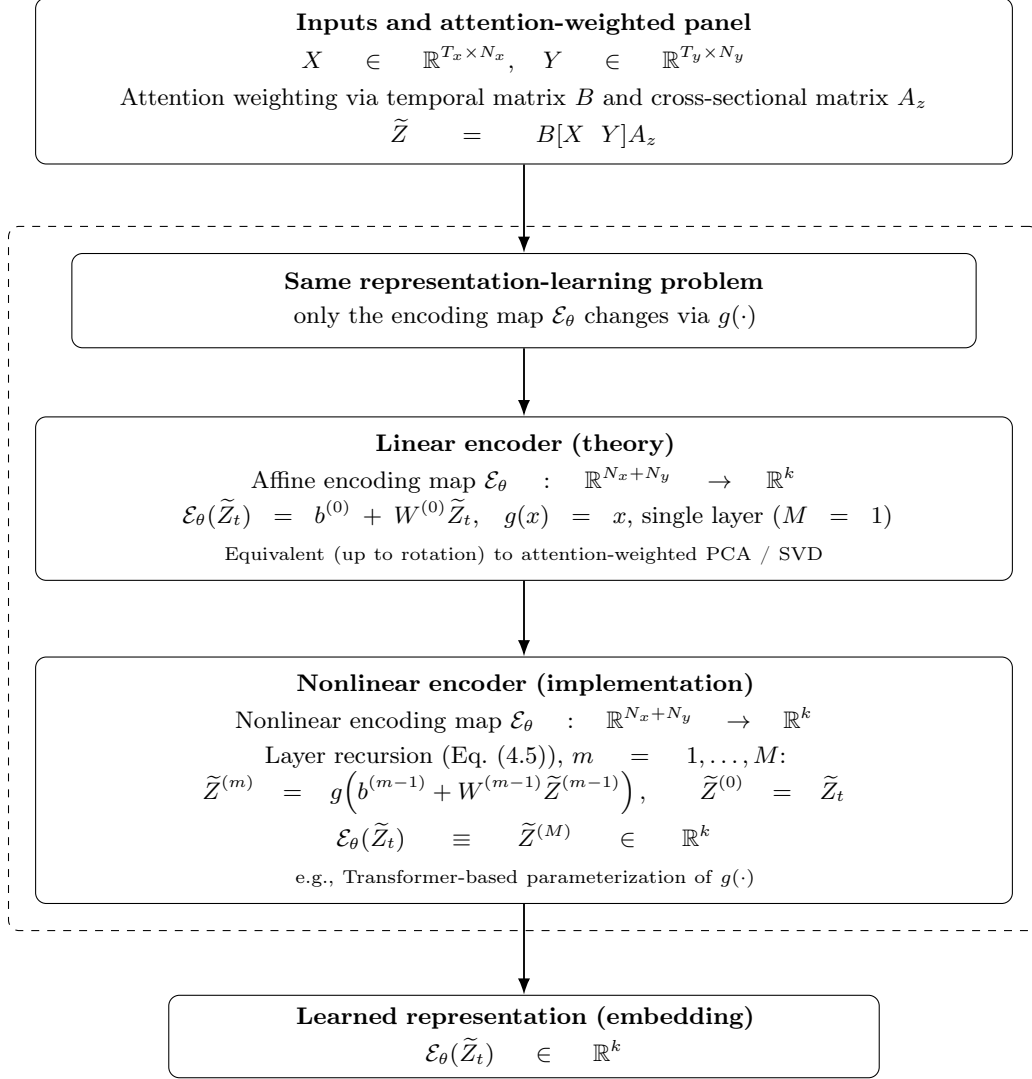 Inputs and attention-weighted panel
X ∈ ℝ^{T_x×N_x}, Y ∈ ℝ^{T_y×N_y}
Attention weighting via temporal matrix B and cross-sectional matrix A_z
Z̃ = B[X Y]A_z
Same representation-learning problem
only the encoding map ℰ_θ changes via g(·)
Linear encoder (theory)
Affine encoding map ℰ_θ : ℝ^{N_x+N_y} → ℝ^k
ℰ_θ(Z̃_t) = b^{(0)} + W^{(0)}Z̃_t, g(x) = x, single layer (M = 1)
Equivalent (up to rotation) to attention-weighted PCA / SVD
Nonlinear encoder (implementation)
Nonlinear encoding map ℰ_θ : ℝ^{N_x+N_y} → ℝ^k
Layer recursion (Eq. (4.5)), m = 1, . . . , M:
Z̃^{(m)} = g(b^{(m−1)} + W^{(m−1)}Z̃^{(m−1)}), Z̃^{(0)} = Z̃_t
ℰ_θ(Z̃_t) ≡ Z̃^{(M)} ∈ ℝ^k
e.g., Transformer-based parameterization of g(·)
Learned representation (embedding)
ℰ_θ(Z̃_t) ∈ ℝ^k